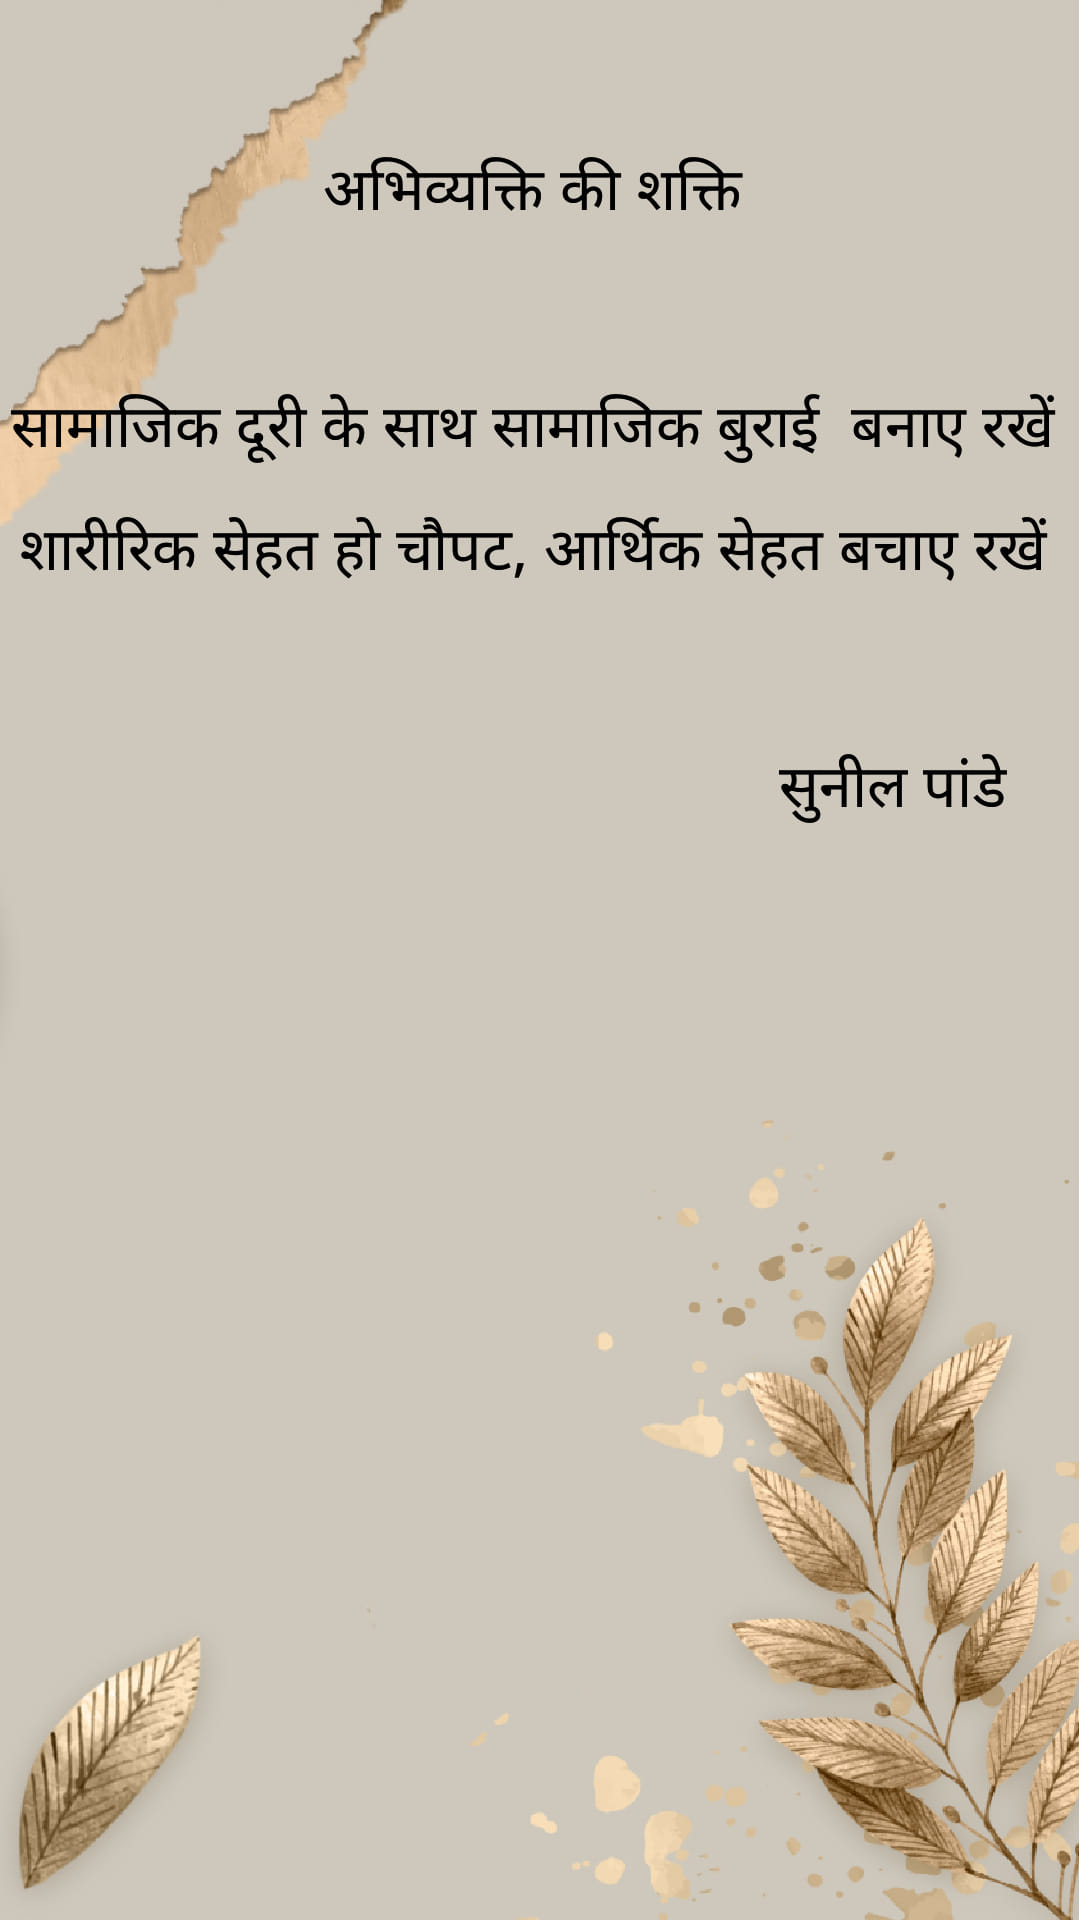 अभिव्यक्ति की शक्ति
सामाजिक दूरी के साथ सामाजिक बुराई  बनाए रखें
शारीरिक सेहत हो चौपट, आर्थिक सेहत बचाए रखें
सुनील पांडे